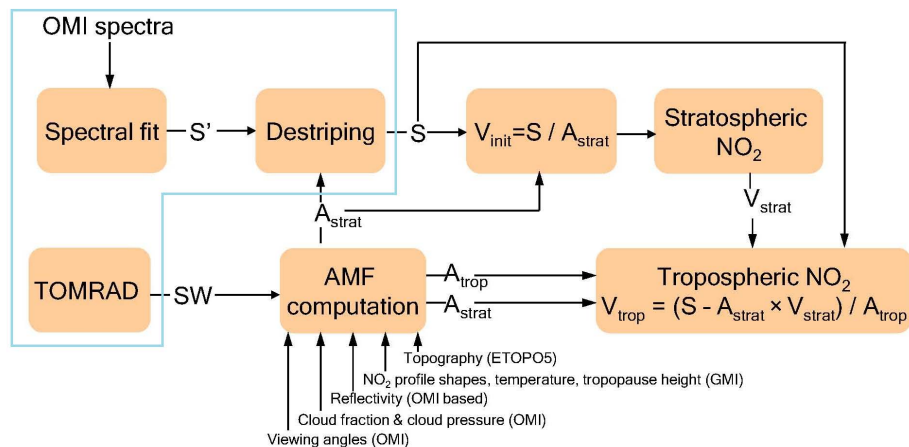 OMI spectra
Spectral fit
S’
Destriping
S
V_init=S / A_strat
Stratospheric
NO₂
A_strat
V_strat
TOMRAD
SW
AMF
computation
A_trop
A_strat
Tropospheric NO₂
V_trop = (S - A_strat × V_strat) / A_trop
Topography (ETOPO5)
NO₂ profile shapes, temperature, tropopause height (GMI)
Reflectivity (OMI based)
Cloud fraction & cloud pressure (OMI)
Viewing angles (OMI)